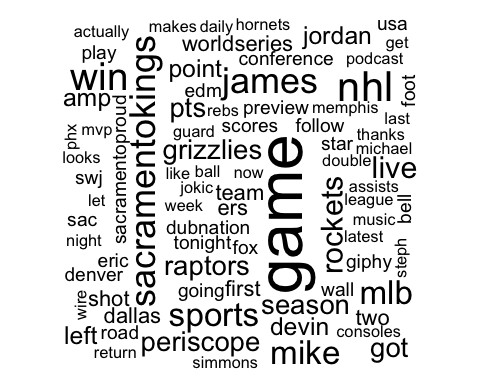 actually
makes daily hornets
usa
play
worldseries
jordan
get
conference
podcast
win
point
james
nhl
foot
amp
edm
pts
rebs
preview
memphis
last
phx
mvp
sacramentoproud
sacramentokings
guard
scores
follow
thanks
looks
grizzlies
game
star
michael
double
live
swj
like
ball
now
jokic
team
rockets
assists
let
week
ers
league
bell
sac
dubnation
music
night
tonight
fox
latest
steph
eric
raptors
giphy
denver
going
first
wall
mlb
wire
shot
season
dallas
sports
devin
two
left
road
periscope
consoles
return
mike
got
simmons